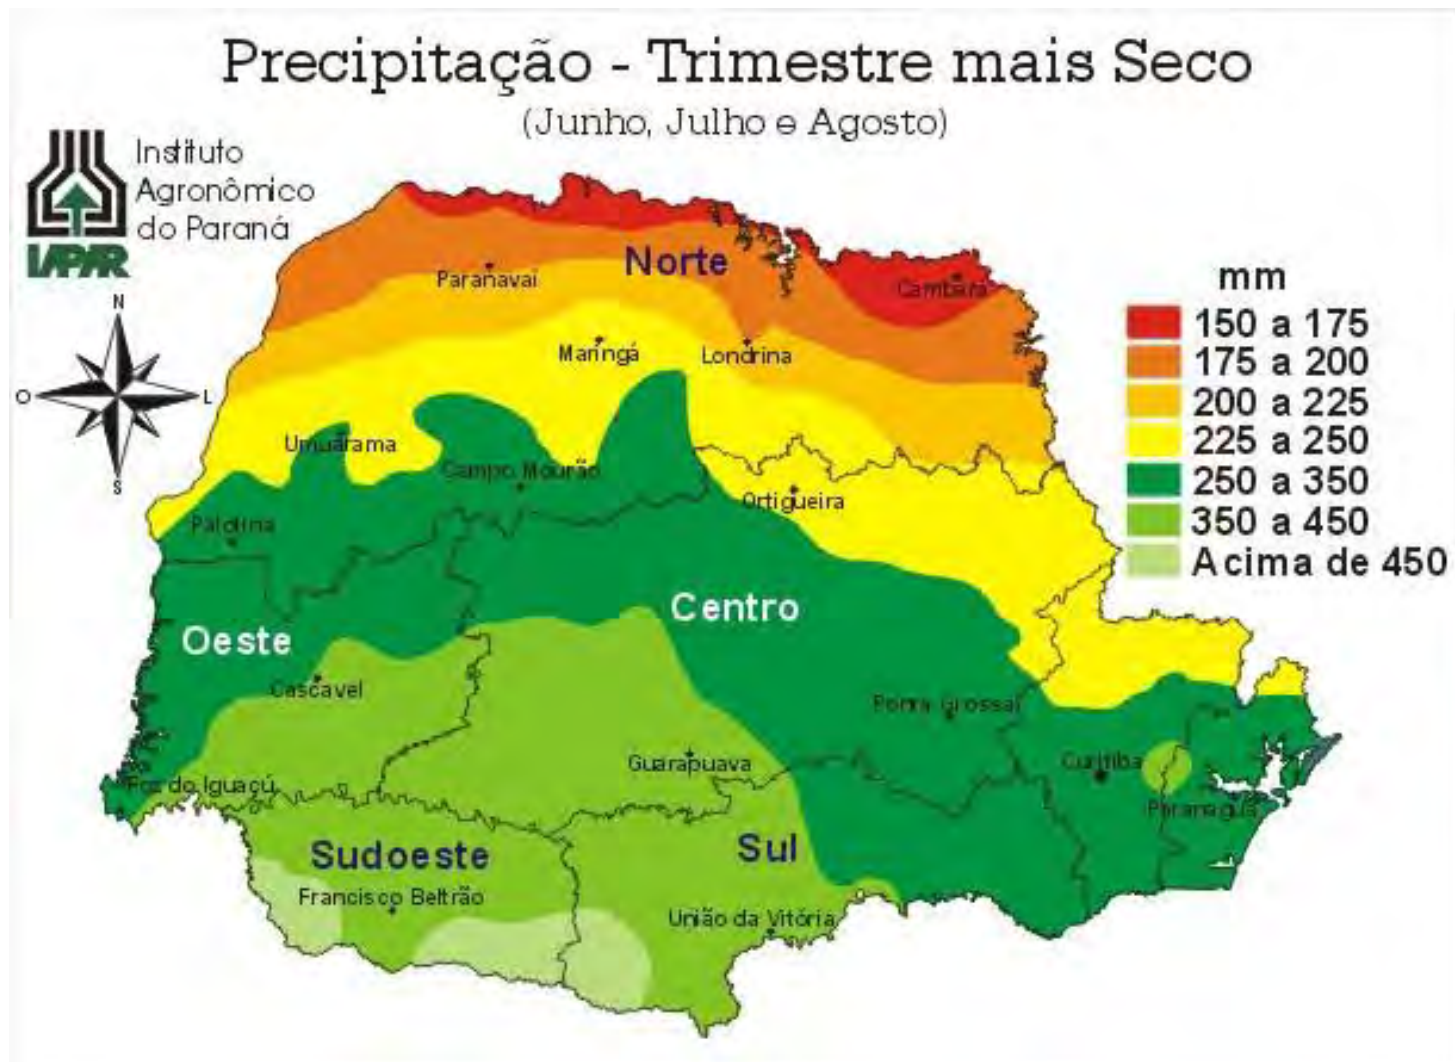 Precipitação - Trimestre mais Seco
(Junho, Julho e Agosto)
Instituto
Agronômico
do Paraná
IAPAR
N
O
L
S
mm
150 a 175
175 a 200
200 a 225
225 a 250
250 a 350
350 a 450
Acima de 450
Norte
Paranavaí
Cambará
Maringá
Londrina
Umuarama
Campo Mourão
Ortigueira
Palotina
Centro
Oeste
Cascavel
Ponta Grossa
Guarapuava
Curitiba
Foz do Iguaçú
Paranaguá
Sudoeste
Sul
Francisco Beltrão
União da Vitória